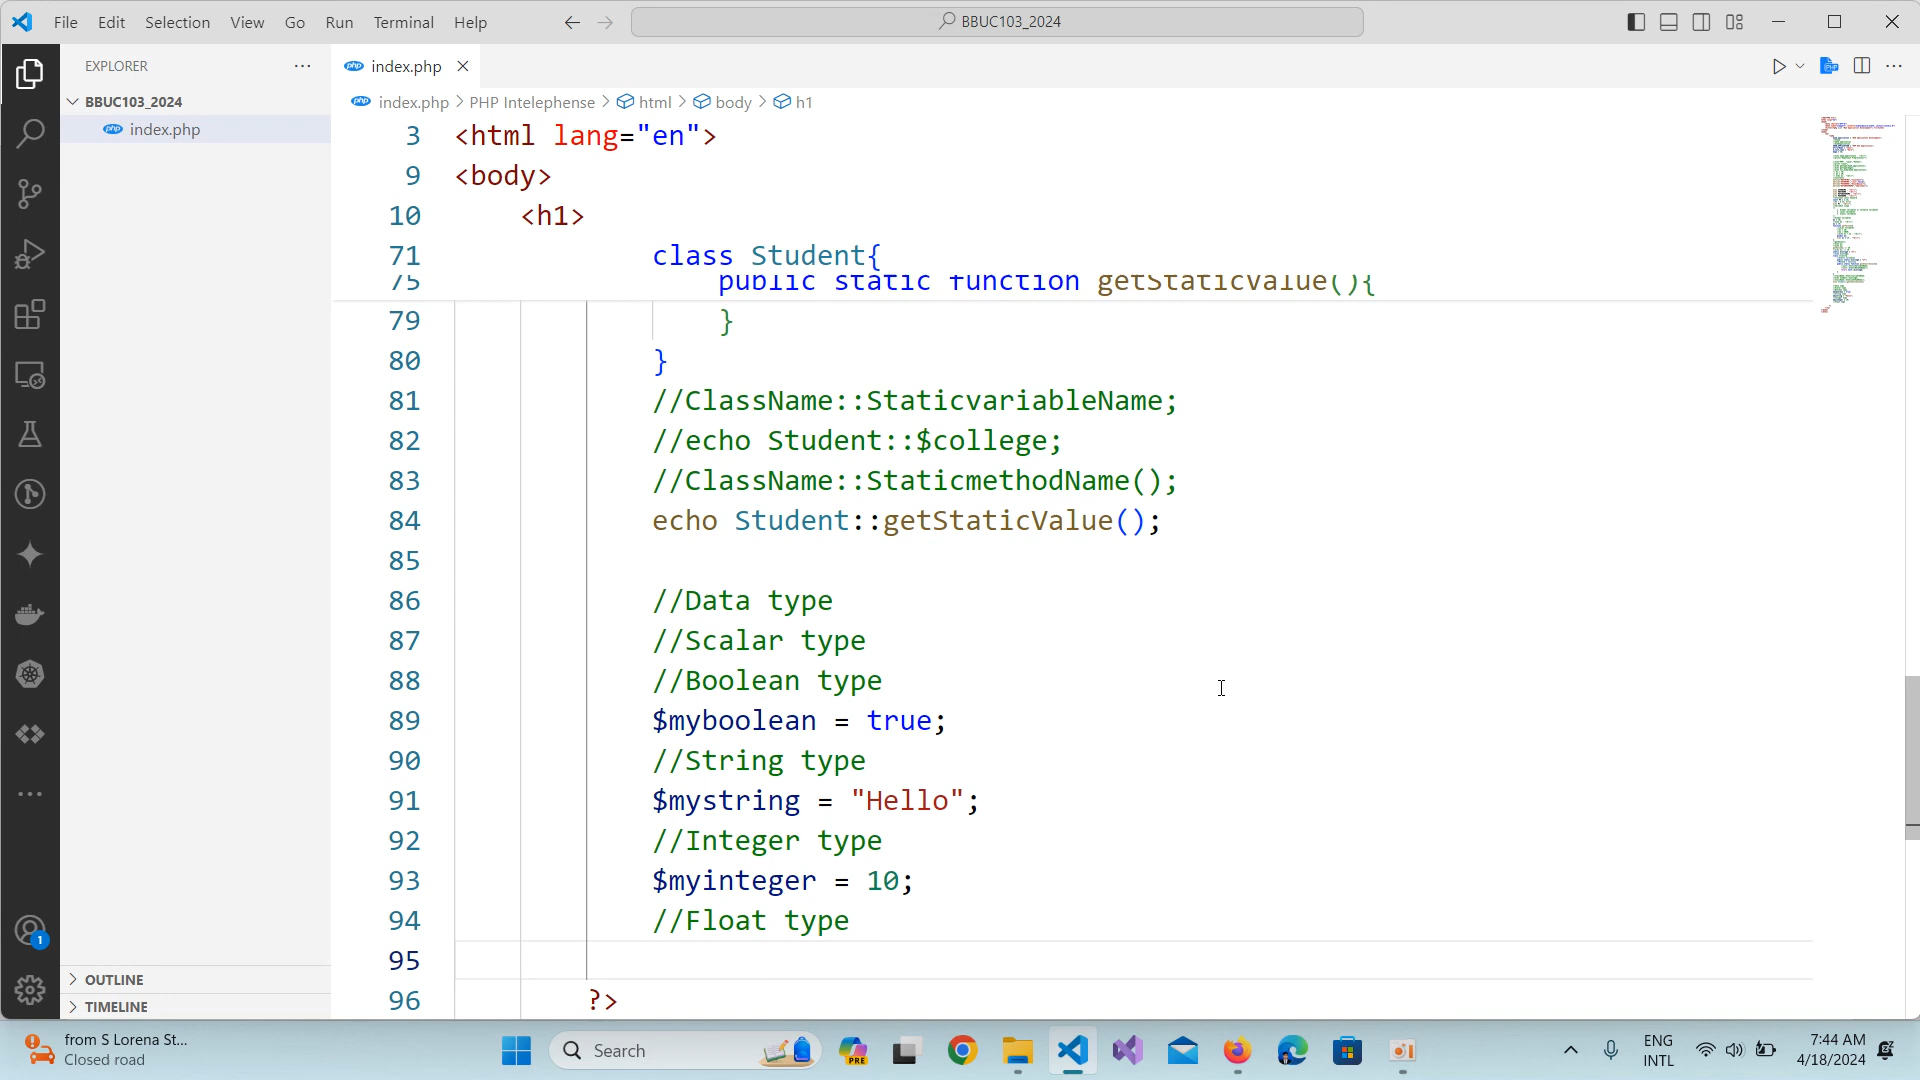 File Edit Selection View Go Run Terminal Help
BBUC103_2024
EXPLORER
BBUC103_2024
php index.php
OUTLINE
TIMELINE
php index.php
php index.php > PHP Intelephense > html > body > h1
3 <html lang="en">
9 <body>
10 <h1>
71 class Student{
75 public static function getStaticValue(){
79 }
80 }
81 //ClassName::StaticvariableName;
82 //echo Student::$college;
83 //ClassName::StaticmethodName();
84 echo Student::getStaticValue();
85
86 //Data type
87 //Scalar type
88 //Boolean type
89 $myboolean = true;
90 //String type
91 $mystring = "Hello";
92 //Integer type
93 $myinteger = 10;
94 //Float type
95
96 ?>
1
from S Lorena St...
Closed road
Search
PRE
ENG
INTL
7:44 AM
4/18/2024